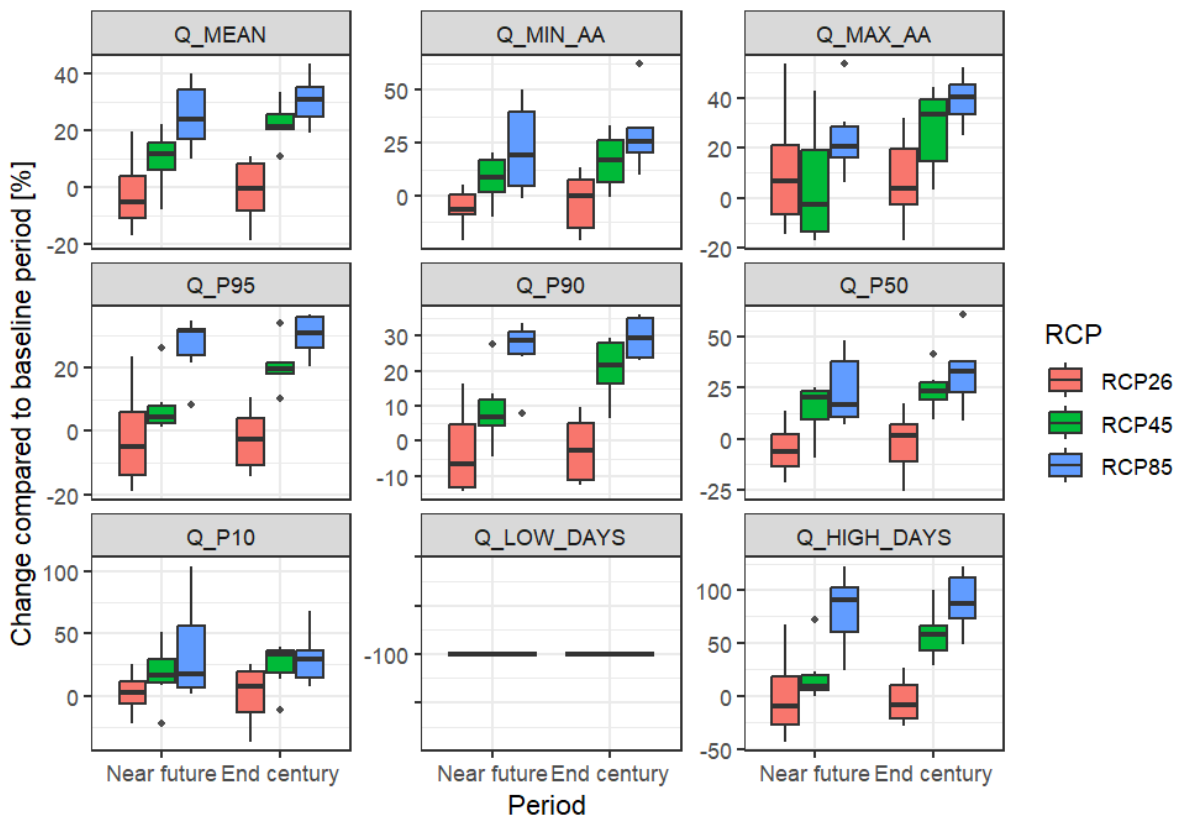 Change compared to baseline period [%]
Q_MEAN
40
20
0
-20
Q_MIN_AA
50
25
0
Q_MAX_AA
40
20
0
-20
Q_P95
20
0
-20
Q_P90
30
20
10
0
-10
Q_P50
50
25
0
-25
Q_P10
100
50
0
Q_LOW_DAYS
-100
Q_HIGH_DAYS
100
50
0
-50
Near future End century
Near future End century
Near future End century
Period
RCP
RCP26
RCP45
RCP85